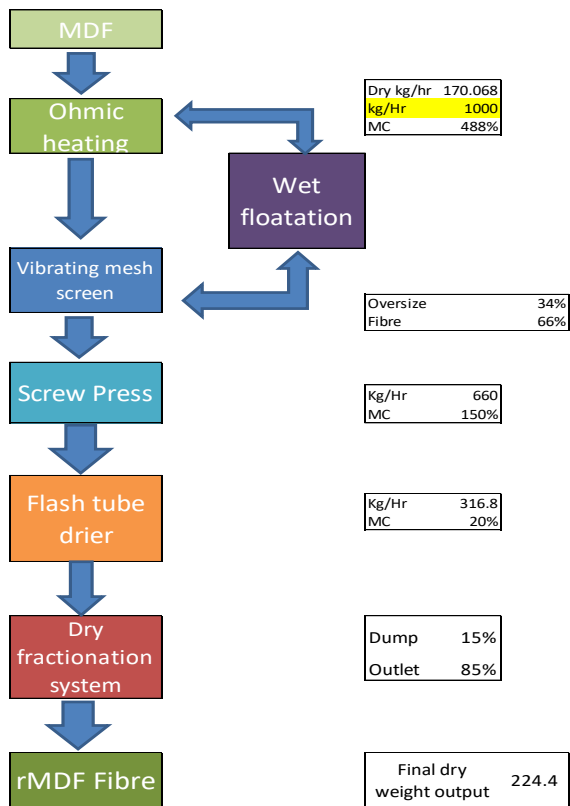 MDF
Ohmic
heating
Dry kg/hr 170.068
kg/Hr 1000
MC 488%
Wet
floatation
Vibrating mesh
screen
Oversize 34%
Fibre 66%
Screw Press
Kg/Hr 660
MC 150%
Flash tube
drier
Kg/Hr 316.8
MC 20%
Dry
fractionation
system
Dump 15%
Outlet 85%
rMDF Fibre
Final dry
weight output 224.4